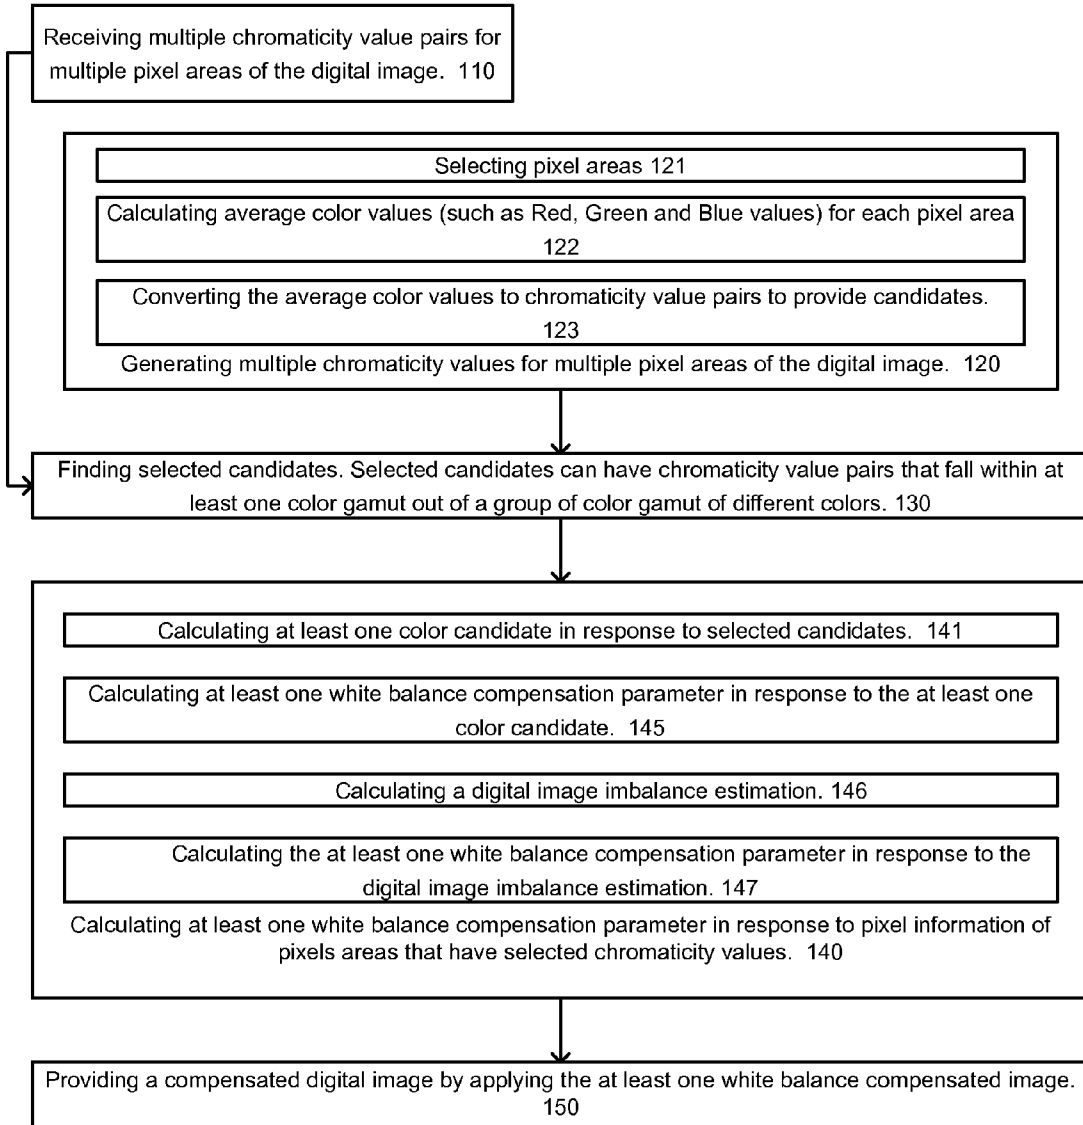 Receiving multiple chromaticity value pairs for
multiple pixel areas of the digital image. 110
Selecting pixel areas 121
Calculating average color values (such as Red, Green and Blue values) for each pixel area
122
Converting the average color values to chromaticity value pairs to provide candidates.
123
Generating multiple chromaticity values for multiple pixel areas of the digital image. 120
Finding selected candidates. Selected candidates can have chromaticity value pairs that fall within at
least one color gamut out of a group of color gamut of different colors. 130
Calculating at least one color candidate in response to selected candidates. 141
Calculating at least one white balance compensation parameter in response to the at least one
color candidate. 145
Calculating a digital image imbalance estimation. 146
Calculating the at least one white balance compensation parameter in response to the
digital image imbalance estimation. 147
Calculating at least one white balance compensation parameter in response to pixel information of
pixels areas that have selected chromaticity values. 140
Providing a compensated digital image by applying the at least one white balance compensated image.
150